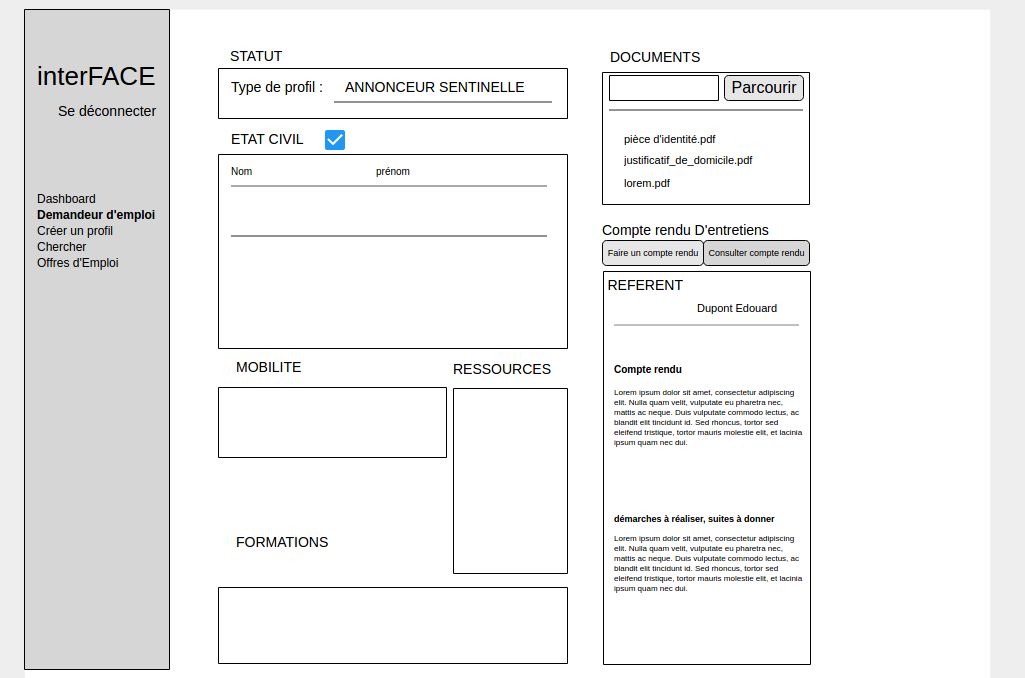 interFACE
Se déconnecter
Dashboard
Demandeur d'emploi
Créer un profil
Chercher
Offres d'Emploi
STATUT
Type de profil : ANNONCEUR SENTINELLE
ETAT CIVIL
Nom prénom
MOBILITE
RESSOURCES
FORMATIONS
DOCUMENTS
Parcourir
pièce d'identité.pdf
justificatif_de_domicile.pdf
lorem.pdf
Compte rendu D'entretiens
Faire un compte rendu Consulter compte rendu
REFERENT
Dupont Edouard
Compte rendu
Lorem ipsum dolor sit amet, consectetur adipiscing
elit. Nulla quam velit, vulputate eu pharetra nec,
mattis ac neque. Duis vulputate commodo lectus, ac
blandit elit tincidunt id. Sed rhoncus, tortor sed
eleifend tristique, tortor mauris molestie elit, et lacinia
ipsum quam nec dui.
démarches à réaliser, suites à donner
Lorem ipsum dolor sit amet, consectetur adipiscing
elit. Nulla quam velit, vulputate eu pharetra nec,
mattis ac neque. Duis vulputate commodo lectus, ac
blandit elit tincidunt id. Sed rhoncus, tortor sed
eleifend tristique, tortor mauris molestie elit, et lacinia
ipsum quam nec dui.